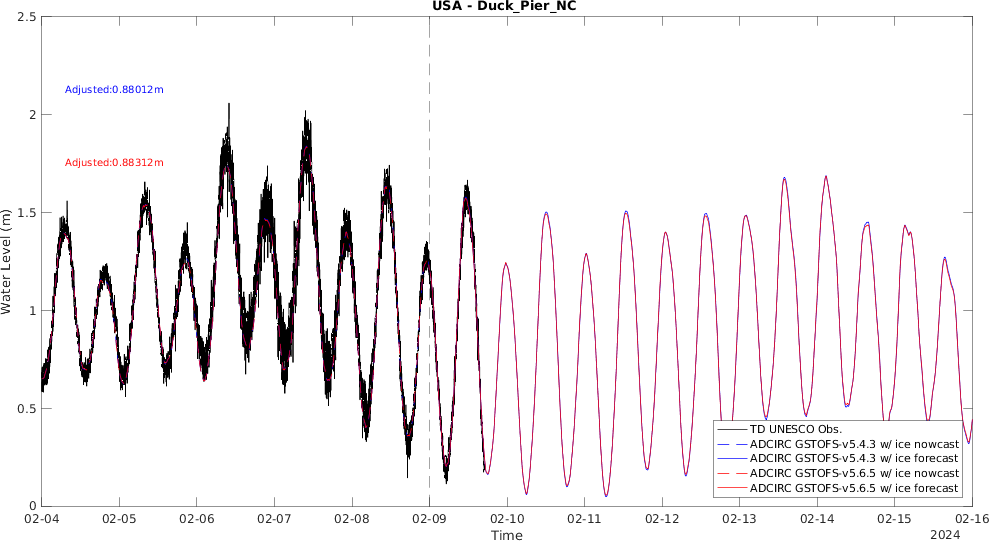 USA - Duck_Pier_NC
2.5
2
1.5
1
0.5
0
Water Level (m)
Adjusted:0.88012m
Adjusted:0.88312m
TD UNESCO Obs.
ADCIRC GSTOFS-v5.4.3 w/ ice nowcast
ADCIRC GSTOFS-v5.4.3 w/ ice forecast
ADCIRC GSTOFS-v5.6.5 w/ ice nowcast
ADCIRC GSTOFS-v5.6.5 w/ ice forecast
02-04 02-05 02-06 02-07 02-08 02-09 02-10 02-11 02-12 02-13 02-14 02-15 02-16
Time
2024